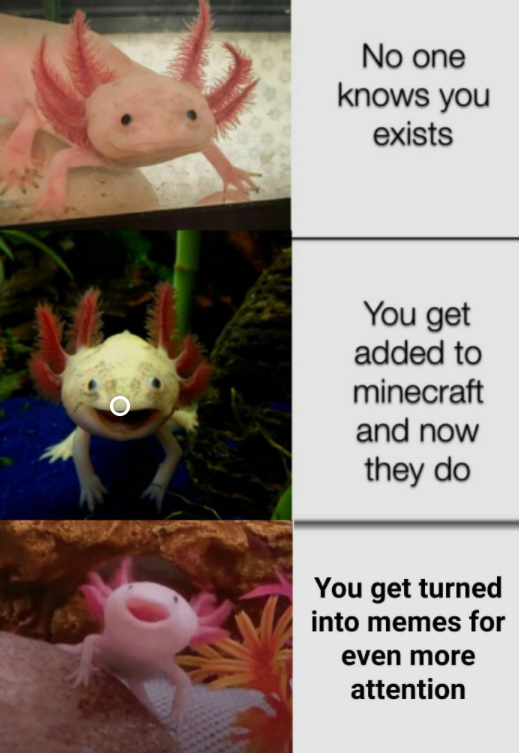 No one
knows you
exists
You get
added to
minecraft
and now
they do
You get turned
into memes for
even more
attention